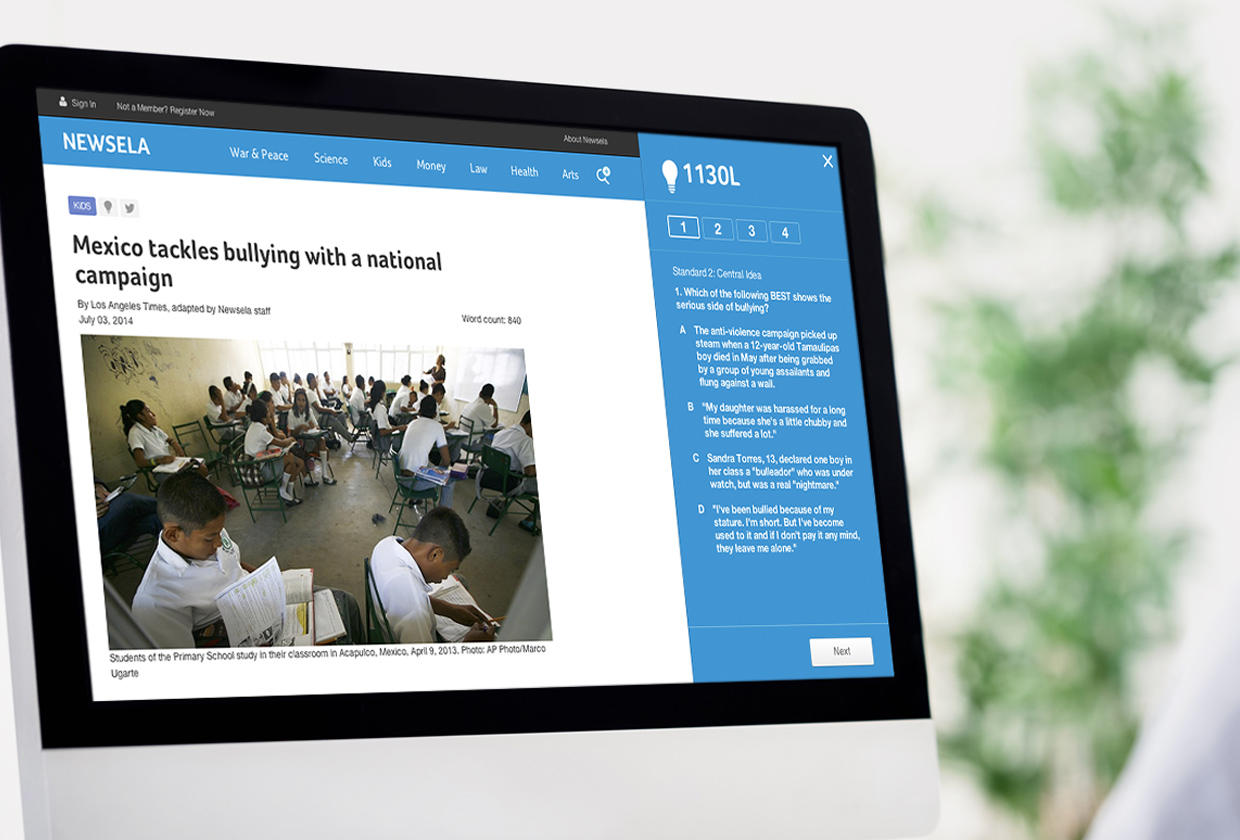 Sign In
Not a Member? Register Now
About Newsela
NEWSELA
War & Peace
Science
Kids
Money
Law
Health
Arts
KIDS
Mexico tackles bullying with a national
campaign
By Los Angeles Times, adapted by Newsela staff
July 03, 2014
Word count: 840
Students of the Primary School study in their classroom in Acapulco, Mexico, April 9, 2013. Photo: AP Photo/Marco
Ugarte
X
1130L
1 2 3 4
Standard 2: Central Idea
1. Which of the following BEST shows the
serious side of bullying?
A The anti-violence campaign picked up
steam when a 12-year-old Tamaulipas
boy died in May after being grabbed
by a group of young assailants and
flung against a wall.
B "My daughter was harassed for a long
time because she's a little chubby and
she suffered a lot."
C Sandra Torres, 13, declared one boy in
her class a "bulleador" who was under
watch, but was a real "nightmare."
D "I've been bullied because of my
stature. I'm short. But I've become
used to it and if I don't pay it any mind,
they leave me alone."
Next